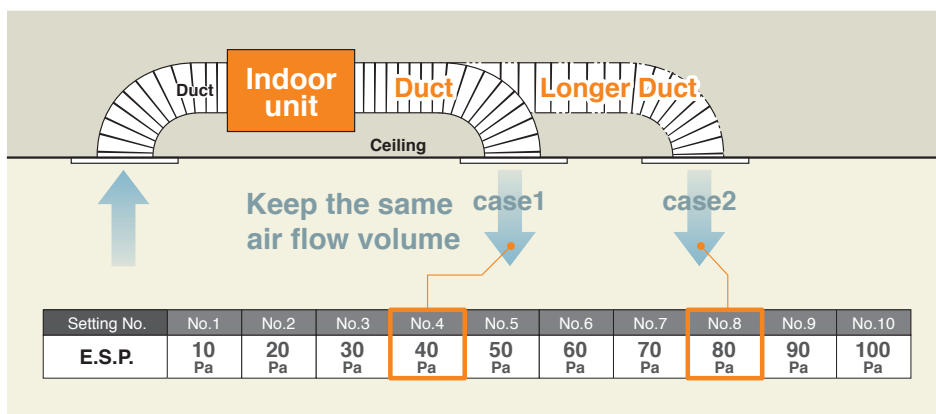 Indoor
unit
Duct
Duct
Longer Duct
Ceiling
Keep the same
air flow volume
case1
case2
Setting No. No.1 No.2 No.3 No.4 No.5 No.6 No.7 No.8 No.9 No.10
E.S.P. 10 20 30 40 50 60 70 80 90 100
Pa Pa Pa Pa Pa Pa Pa Pa Pa Pa